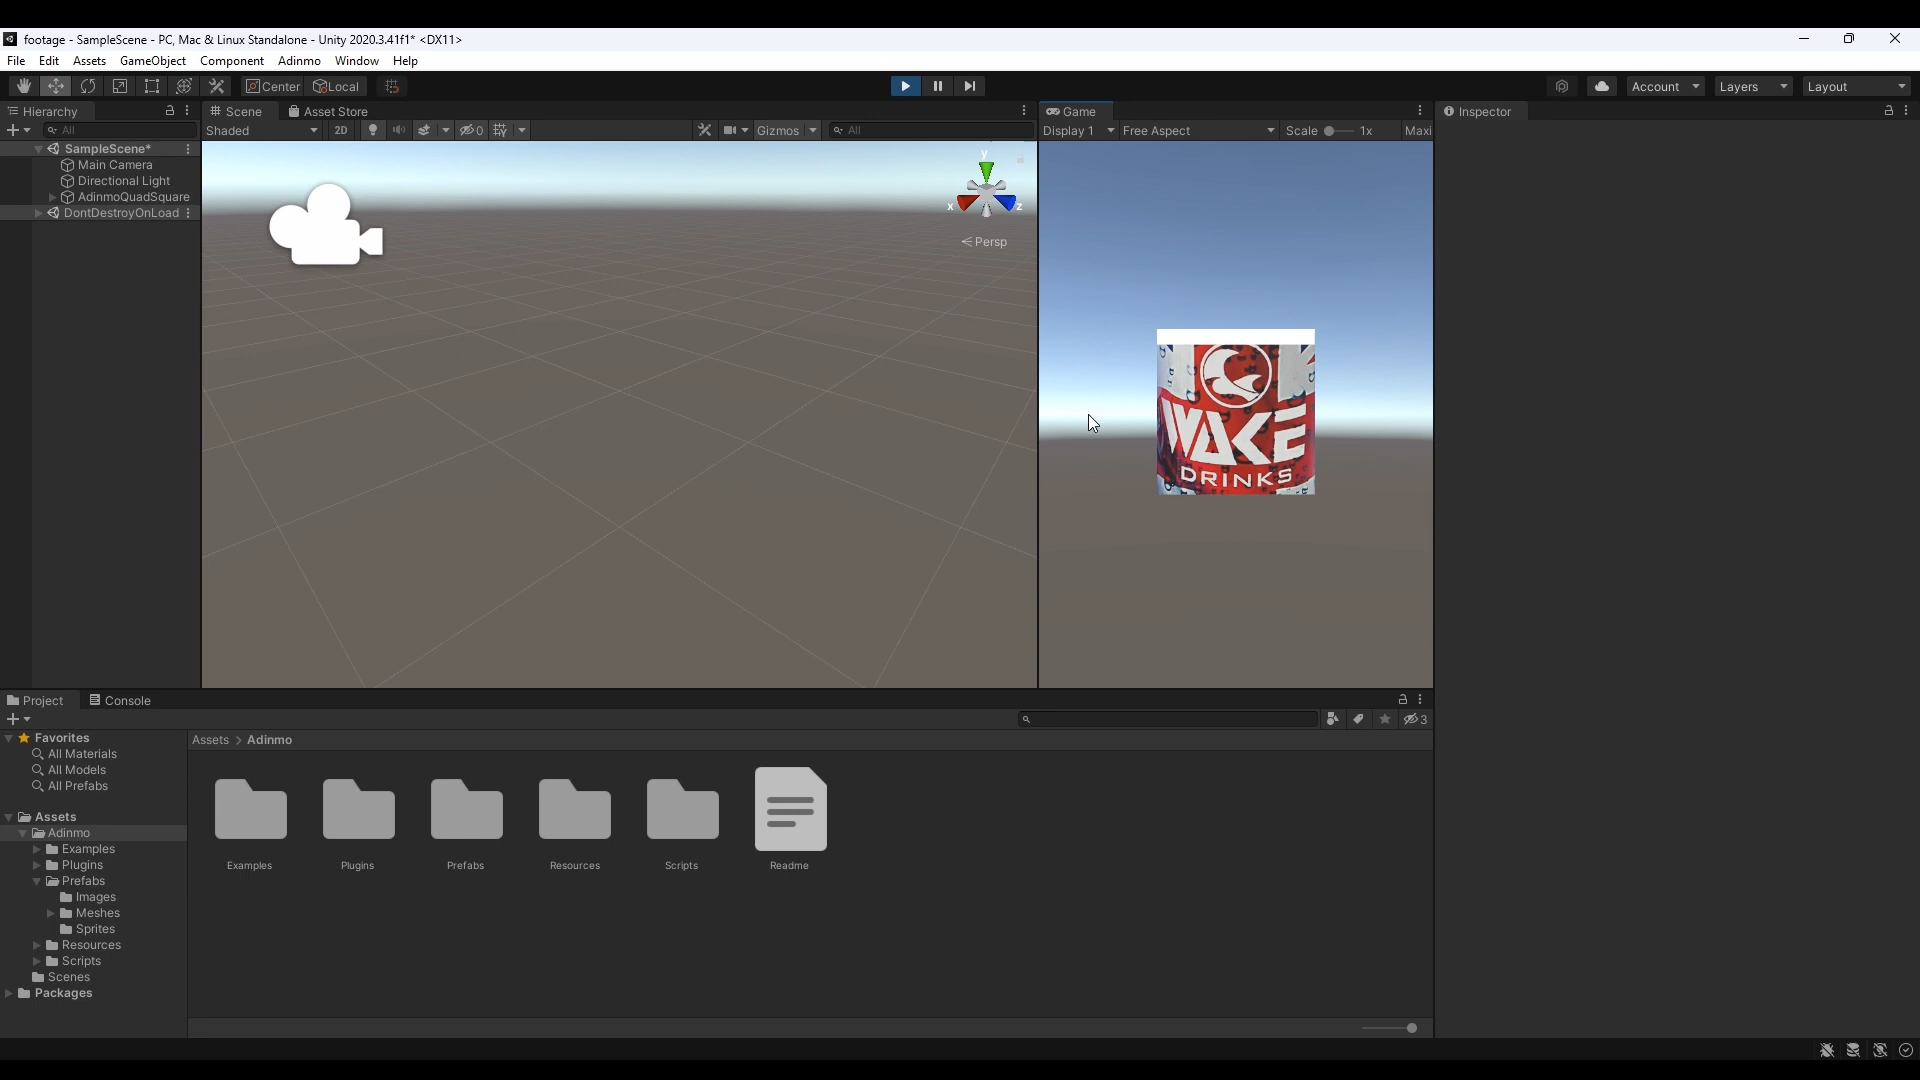 footage - SampleScene - PC, Mac & Linux Standalone - Unity 2020.3.41f1* <DX11>
File Edit Assets GameObject Component Adinmo Window Help
Center Local Account Layers Layout
Hierarchy Scene Asset Store Game Inspector
All Shaded 2D 0 Gizmos All Display 1 Free Aspect Scale 1x Maxi
SampleScene*
Main Camera
Directional Light
AdinmoQuadSquare
DontDestroyOnLoad
y
x z
Persp
WAKE
DRINKS
Project Console
3
Favorites
All Materials
All Models
All Prefabs
Assets
Adinmo
Examples
Plugins
Prefabs
Images
Meshes
Sprites
Resources
Scripts
Scenes
Packages
Assets > Adinmo
Examples Plugins Prefabs Resources Scripts Readme